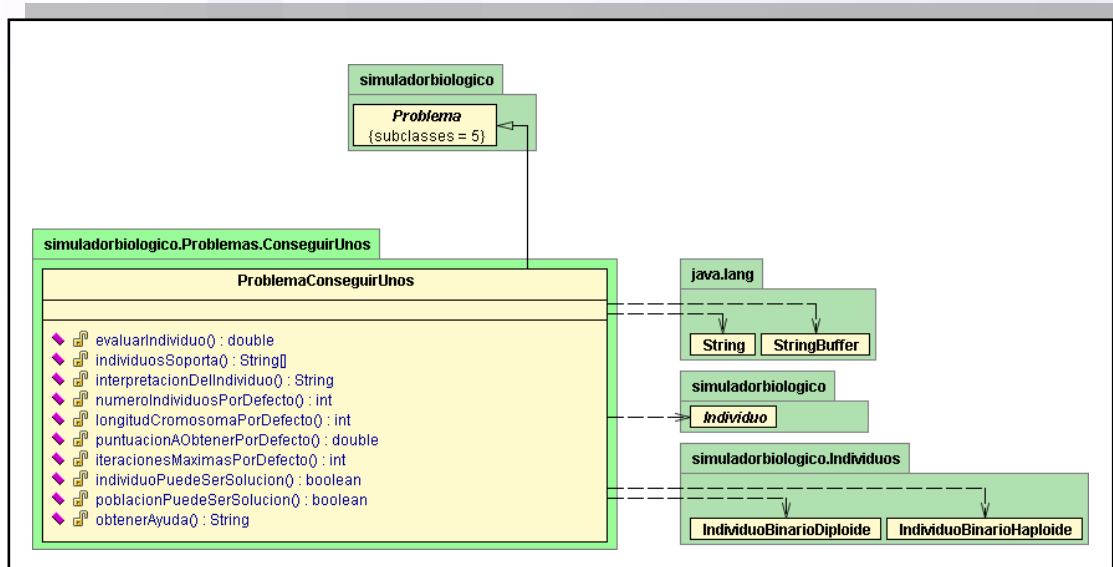 simuladorbiologico
Problema
{subclasses = 5}
simuladorbiologico.Problemas.ConseguirUnos
ProblemaConseguirUnos
evaluarIndividuo() : double
individuosSoporta() : String[]
interpretacionDelIndividuo() : String
numeroIndividuosPorDefecto() : int
longitudCromosomaPorDefecto() : int
puntuacionAObtenerPorDefecto() : double
iteracionesMaximasPorDefecto() : int
individuoPuedeSerSolucion() : boolean
poblacionPuedeSerSolucion() : boolean
obtenerAyuda() : String
java.lang
String StringBuffer
simuladorbiologico
Individuo
simuladorbiologico.Individuos
IndividuoBinarioDiploide IndividuoBinarioHaploide